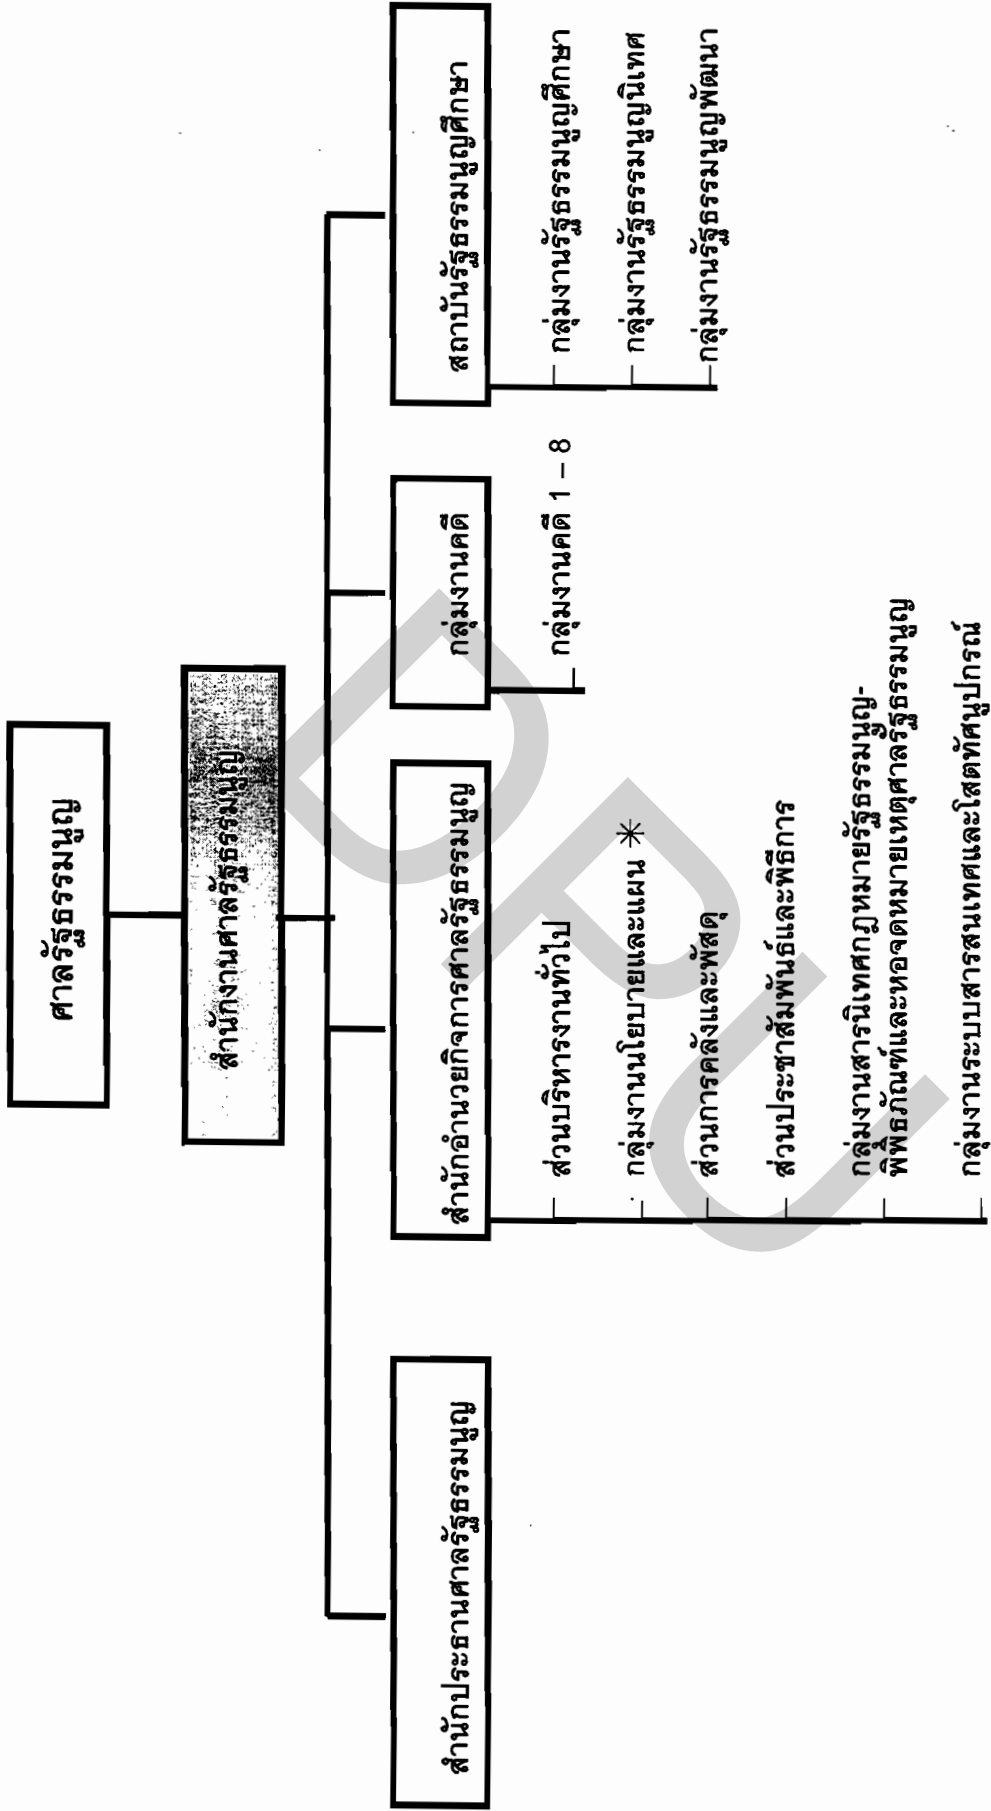 ศาลรัฐธรรมนูญ
สำนักงานศาลรัฐธรรมนูญ
สำนักประธานศาลรัฐธรรมนูญ
สำนักอำนวยกิจการศาลรัฐธรรมนูญ
ส่วนบริหารงานทั่วไป
กลุ่มงานนโยบายและแผน ✳
ส่วนการคลังและพัสดุ
ส่วนประชาสัมพันธ์และพิธีการ
กลุ่มงานสารนิเทศกฎหมายรัฐธรรมนูญ-
พิพิธภัณฑ์และหอจดหมายเหตุศาลรัฐธรรมนูญ
กลุ่มงานระบบสารสนเทศและโสตทัศนูปกรณ์
กลุ่มงานคดี
กลุ่มงานคดี 1 – 8
สถาบันรัฐธรรมนูญศึกษา
กลุ่มงานรัฐธรรมนูญศึกษา
กลุ่มงานรัฐธรรมนูญนิเทศ
กลุ่มงานรัฐธรรมนูญพัฒนา
DPU